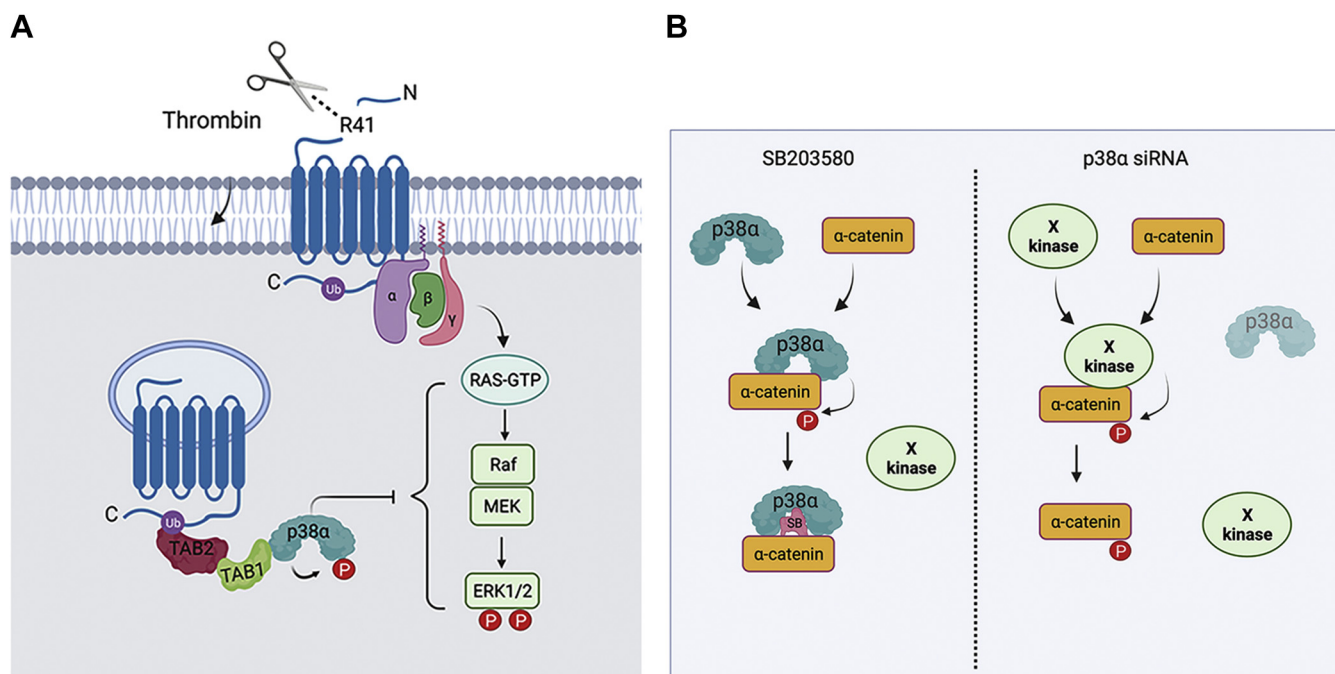 A
Thrombin
R41
N
C
Ub
α
β
γ
RAS-GTP
Raf
MEK
ERK1/2
P
P
C
Ub
TAB2
TAB1
p38α
P
B
SB203580
p38α
α-catenin
p38α
α-catenin
P
X
kinase
p38α
SB
α-catenin
p38α siRNA
X
kinase
α-catenin
p38α
X
kinase
α-catenin
P
α-catenin
P
X
kinase